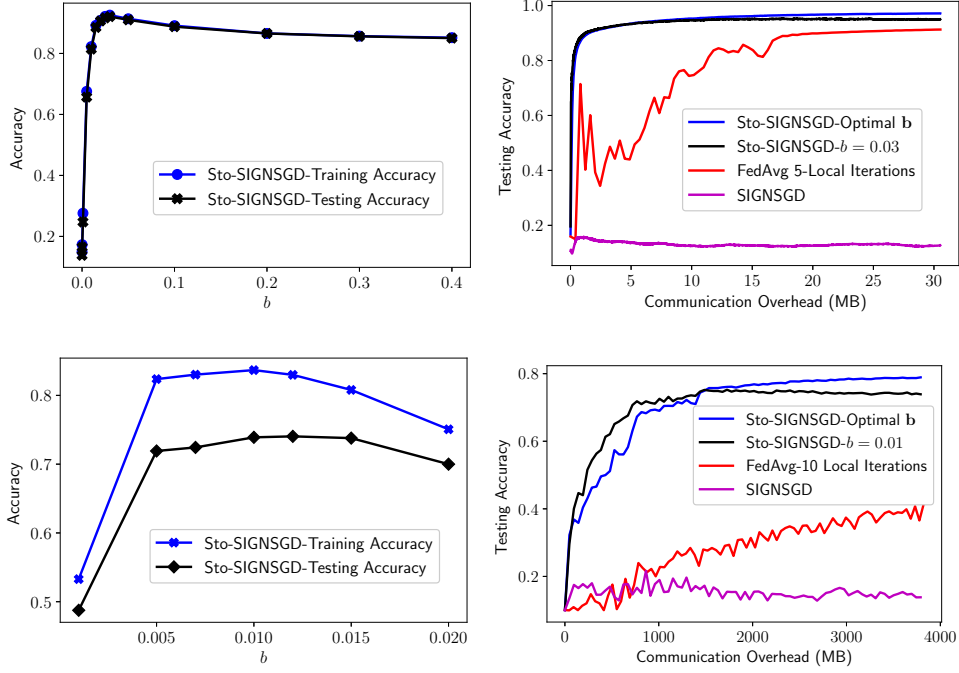 Accuracy
0.8
0.6
0.4
0.2
Sto-SIGNSGD-Training Accuracy
Sto-SIGNSGD-Testing Accuracy
0.0 0.1 0.2 0.3 0.4
b
Testing Accuracy
1.0
0.8
0.6
0.4
0.2
Sto-SIGNSGD-Optimal b
Sto-SIGNSGD-b = 0.03
FedAvg 5-Local Iterations
SIGNSGD
0 5 10 15 20 25 30
Communication Overhead (MB)
Accuracy
0.8
0.7
0.6
0.5
Sto-SIGNSGD-Training Accuracy
Sto-SIGNSGD-Testing Accuracy
0.005 0.010 0.015 0.020
b
Testing Accuracy
0.8
0.6
0.4
0.2
Sto-SIGNSGD-Optimal b
Sto-SIGNSGD-b = 0.01
FedAvg-10 Local Iterations
SIGNSGD
0 1000 2000 3000 4000
Communication Overhead (MB)